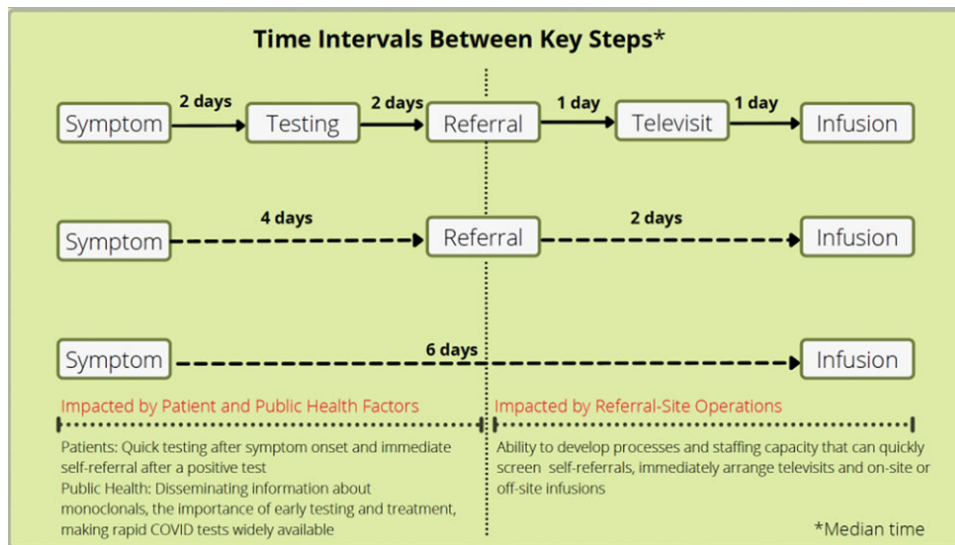 Time Intervals Between Key Steps*
2 days
2 days
1 day
1 day
Symptom
Testing
Referral
Televisit
Infusion
4 days
2 days
Symptom
Referral
Infusion
6 days
Symptom
Infusion
Impacted by Patient and Public Health Factors
Patients: Quick testing after symptom onset and immediate
self-referral after a positive test
Public Health: Disseminating information about
monoclonals, the importance of early testing and treatment,
making rapid COVID tests widely available
Impacted by Referral-Site Operations
Ability to develop processes and staffing capacity that can quickly
screen self-referrals, immediately arrange televisits and on-site or
off-site infusions
*Median time